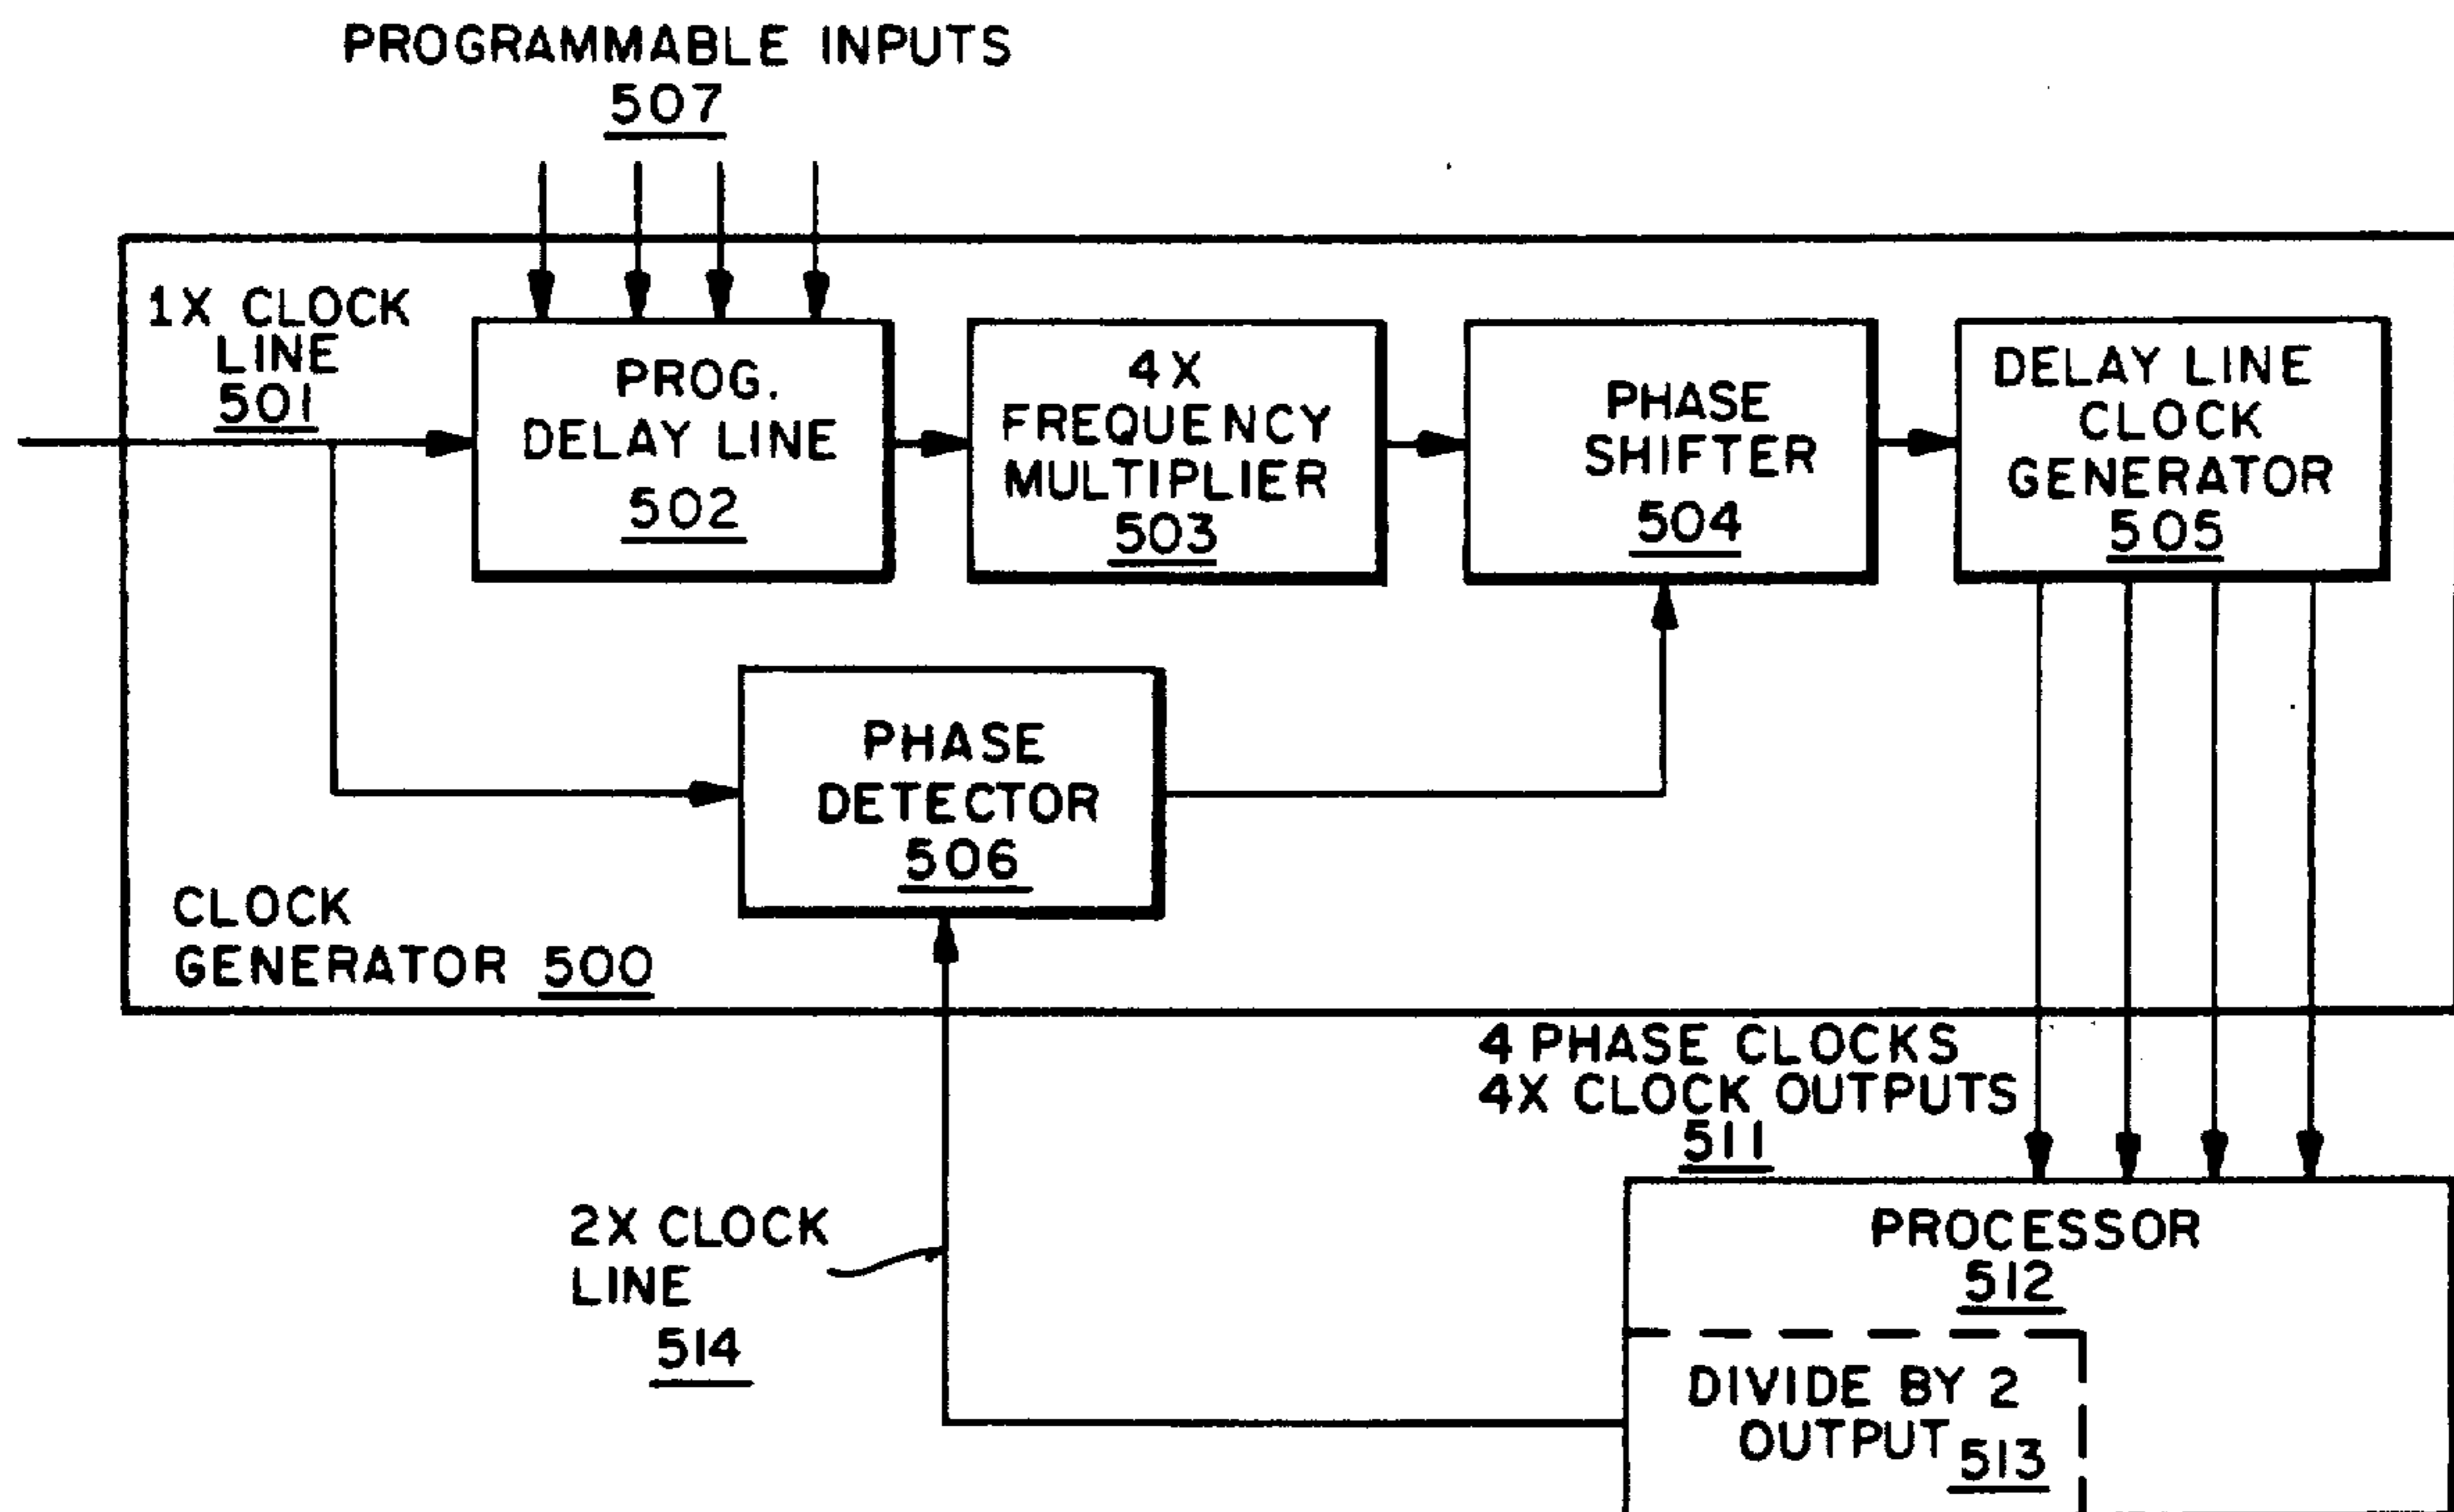 PROGRAMMABLE INPUTS
507
1X CLOCK
LINE
501
PROG.
DELAY LINE
502
4X
FREQUENCY
MULTIPLIER
503
PHASE
SHIFTER
504
DELAY LINE
CLOCK
GENERATOR
505
PHASE
DETECTOR
506
CLOCK
GENERATOR 500
4 PHASE CLOCKS
4X CLOCK OUTPUTS
511
2X CLOCK
LINE
514
PROCESSOR
512
DIVIDE BY 2
OUTPUT 513